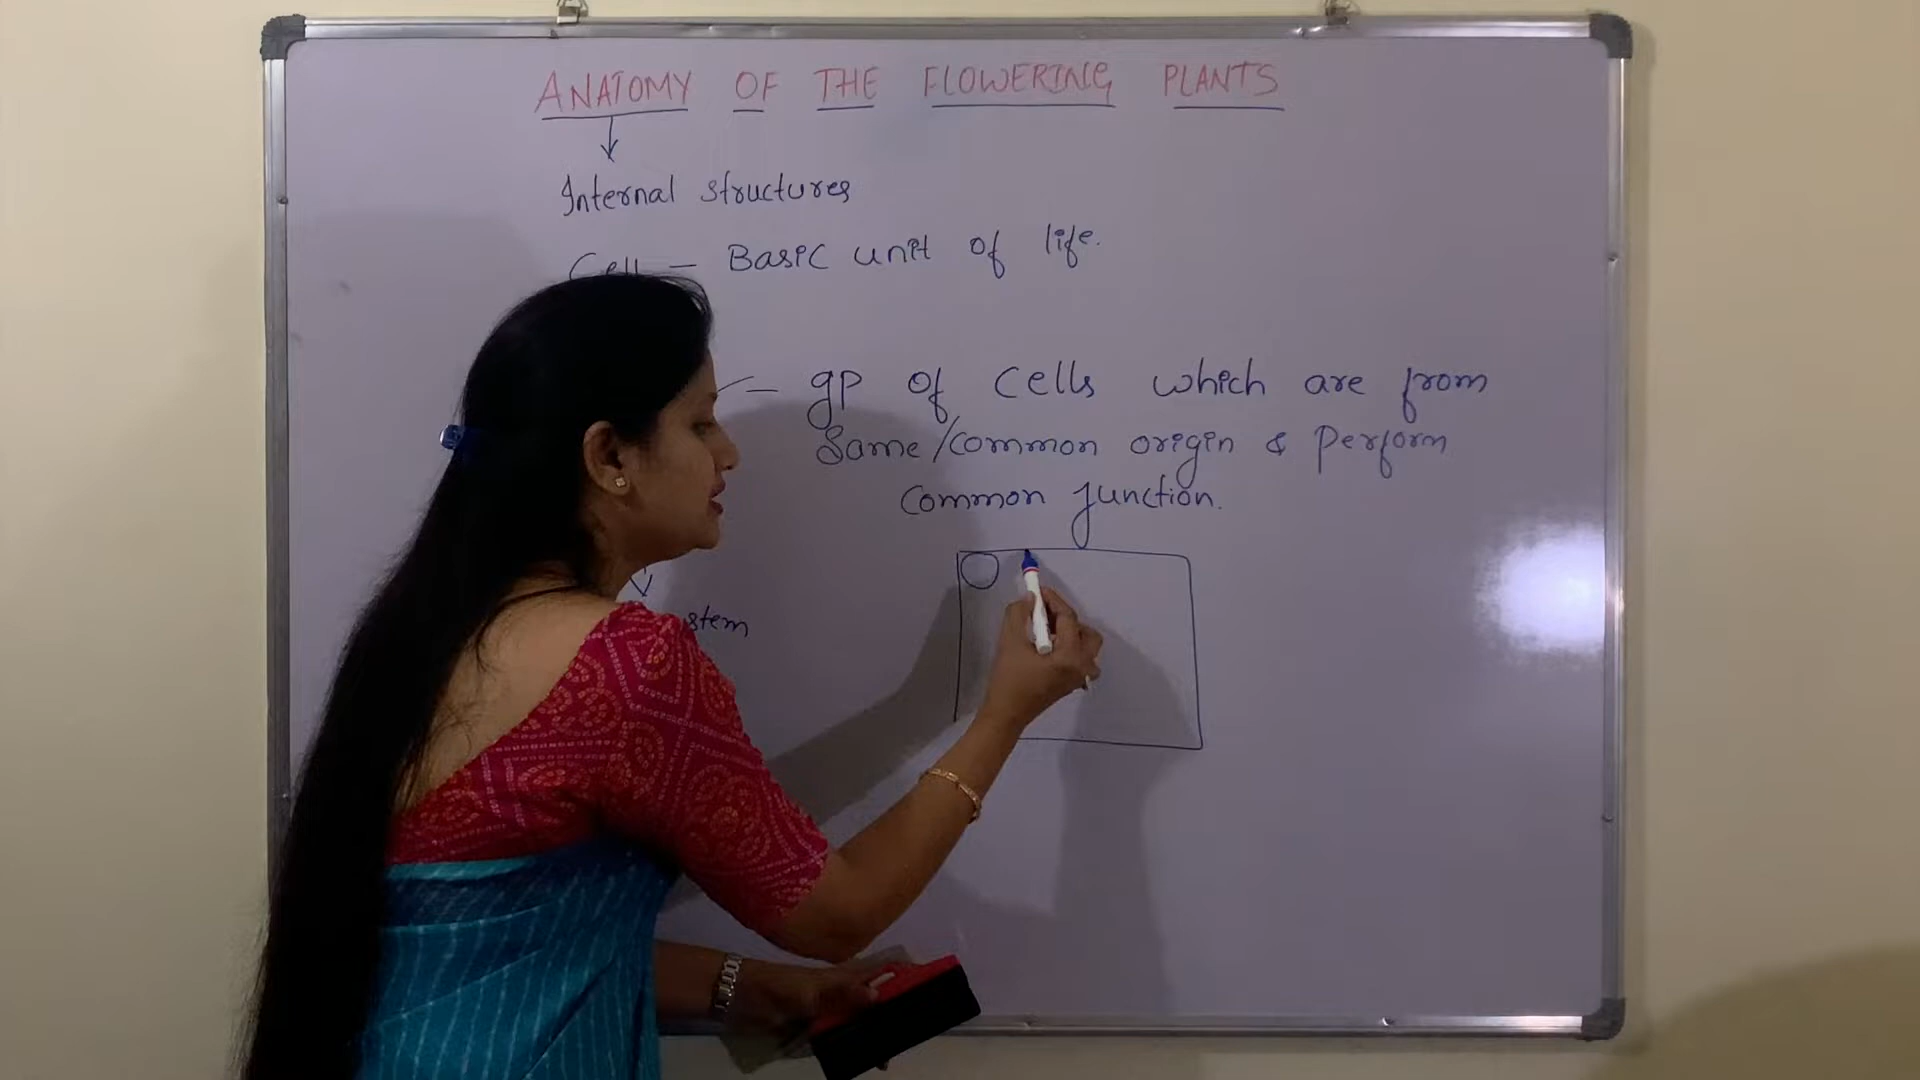 ANATOMY OF THE FLOWERING PLANTS
Internal structures
Cell — Basic unit of life.
— gp of cells which are from
Same/common origin & Perform
Common function.
stem